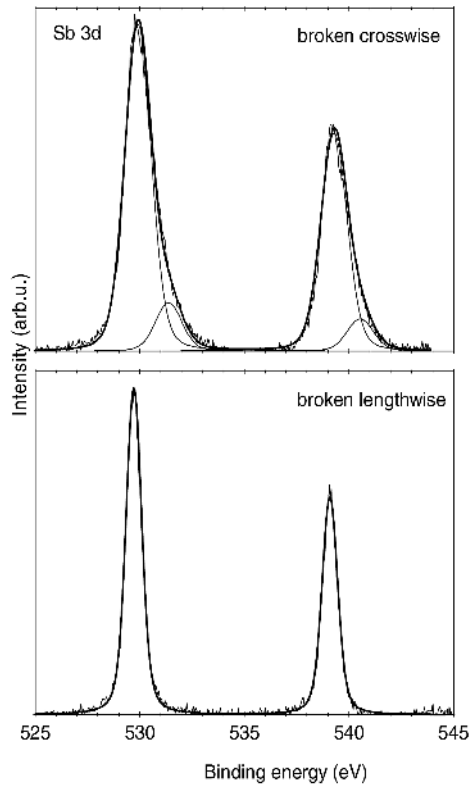 Sb 3d
broken crosswise
Intensity (arb.u.)
broken lengthwise
525 530 535 540 545
Binding energy (eV)